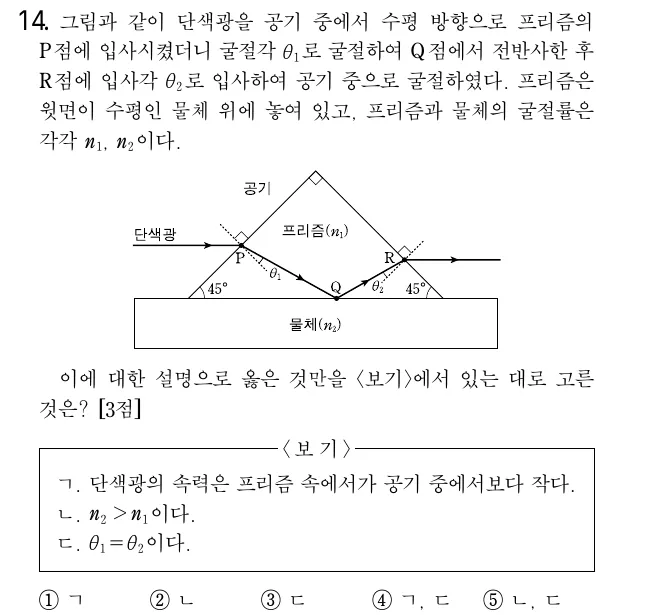 14. 그림과 같이 단색광을 공기 중에서 수평 방향으로 프리즘의
P점에 입사시켰더니 굴절각 θ₁로 굴절하여 Q점에서 전반사한 후
R점에 입사각 θ₂로 입사하여 공기 중으로 굴절하였다. 프리즘은
윗면이 수평인 물체 위에 놓여 있고, 프리즘과 물체의 굴절률은
각각 n₁, n₂이다.
공기
단색광
프리즘(n₁)
P
R
θ₁
Q
θ₂
45°
45°
물체(n₂)
이에 대한 설명으로 옳은 것만을 〈보기〉에서 있는 대로 고른
것은? [3점]
〈보 기〉
ㄱ. 단색광의 속력은 프리즘 속에서가 공기 중에서보다 작다.
ㄴ. n₂ > n₁이다.
ㄷ. θ₁ = θ₂이다.
① ㄱ ② ㄴ ③ ㄷ ④ ㄱ, ㄷ ⑤ ㄴ, ㄷ